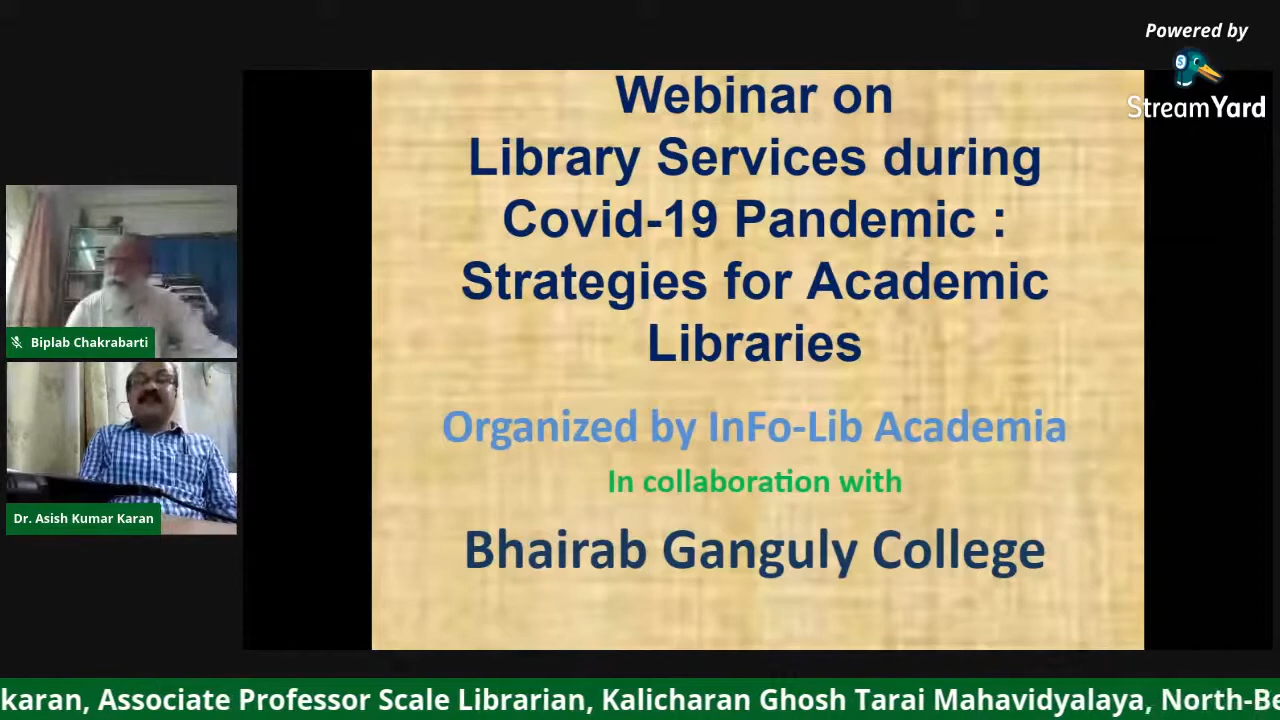 Powered by
StreamYard
Webinar on
Library Services during
Covid-19 Pandemic :
Strategies for Academic
Libraries
Organized by InFo-Lib Academia
In collaboration with
Bhairab Ganguly College
Biplab Chakrabarti
Dr. Asish Kumar Karan
karan, Associate Professor Scale Librarian, Kalicharan Ghosh Tarai Mahavidyalaya, North-Be